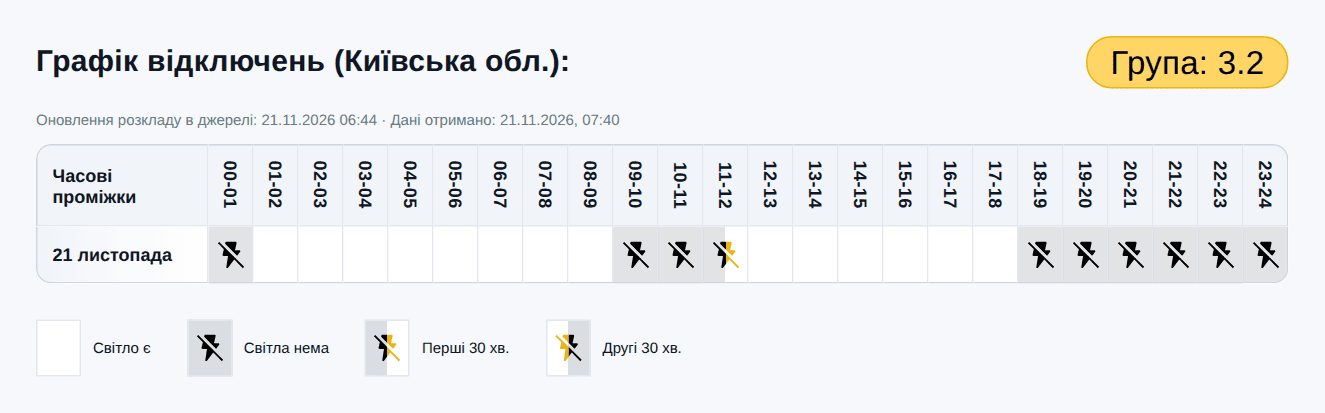 Графік відключень (Київська обл.):
Група: 3.2
Оновлення розкладу в джерелі: 21.11.2026 06:44 · Дані отримано: 21.11.2026, 07:40
Часові
проміжки
00-01
01-02
02-03
03-04
04-05
05-06
06-07
07-08
08-09
09-10
10-11
11-12
12-13
13-14
14-15
15-16
16-17
17-18
18-19
19-20
20-21
21-22
22-23
23-24
21 листопада
Світло є
Світла нема
Перші 30 хв.
Другі 30 хв.